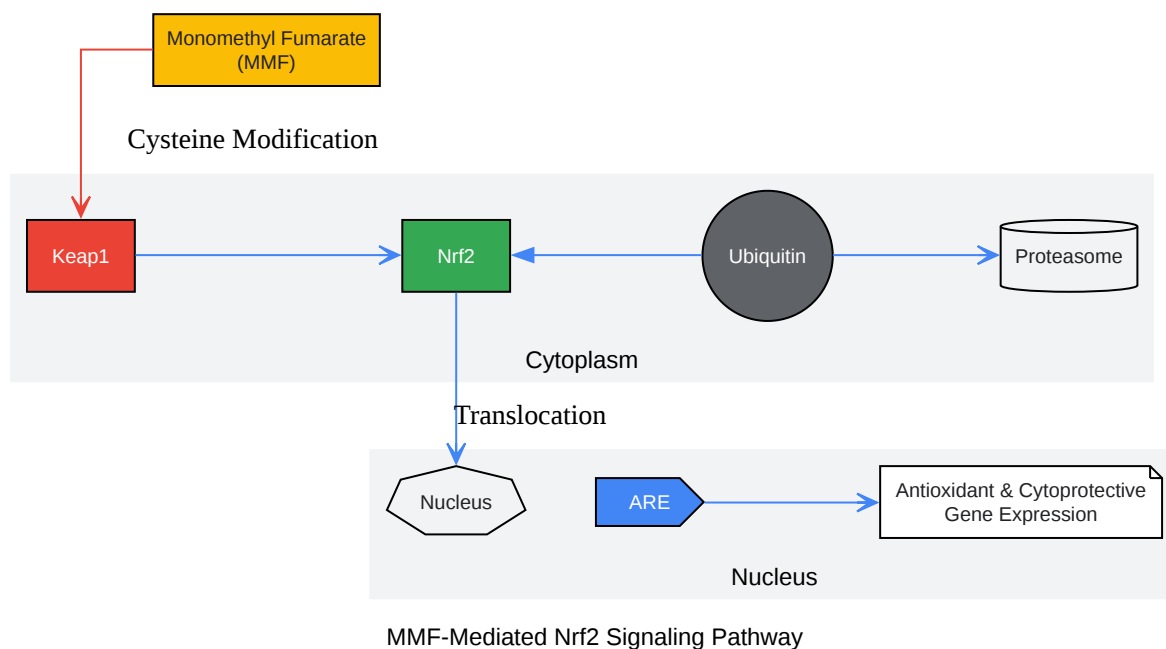 Monomethyl Fumarate
(MMF)
Cysteine Modification
Keap1
Nrf2
Ubiquitin
Proteasome
Cytoplasm
Translocation
Nucleus
ARE
Antioxidant & Cytoprotective
Gene Expression
Nucleus
MMF-Mediated Nrf2 Signaling Pathway